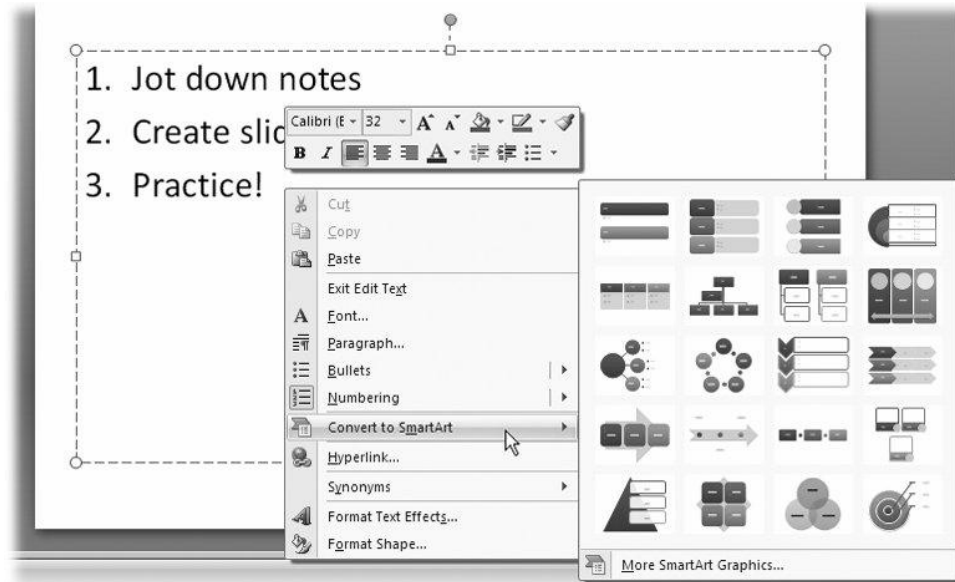 1. Jot down notes
2. Create slid
3. Practice!
Calibri (E 32 A A
B I A
Cut
Copy
Paste
Exit Edit Text
A Font...
Paragraph...
Bullets
Numbering
Convert to SmartArt
Hyperlink...
Synonyms
Format Text Effects...
Format Shape...
More SmartArt Graphics...